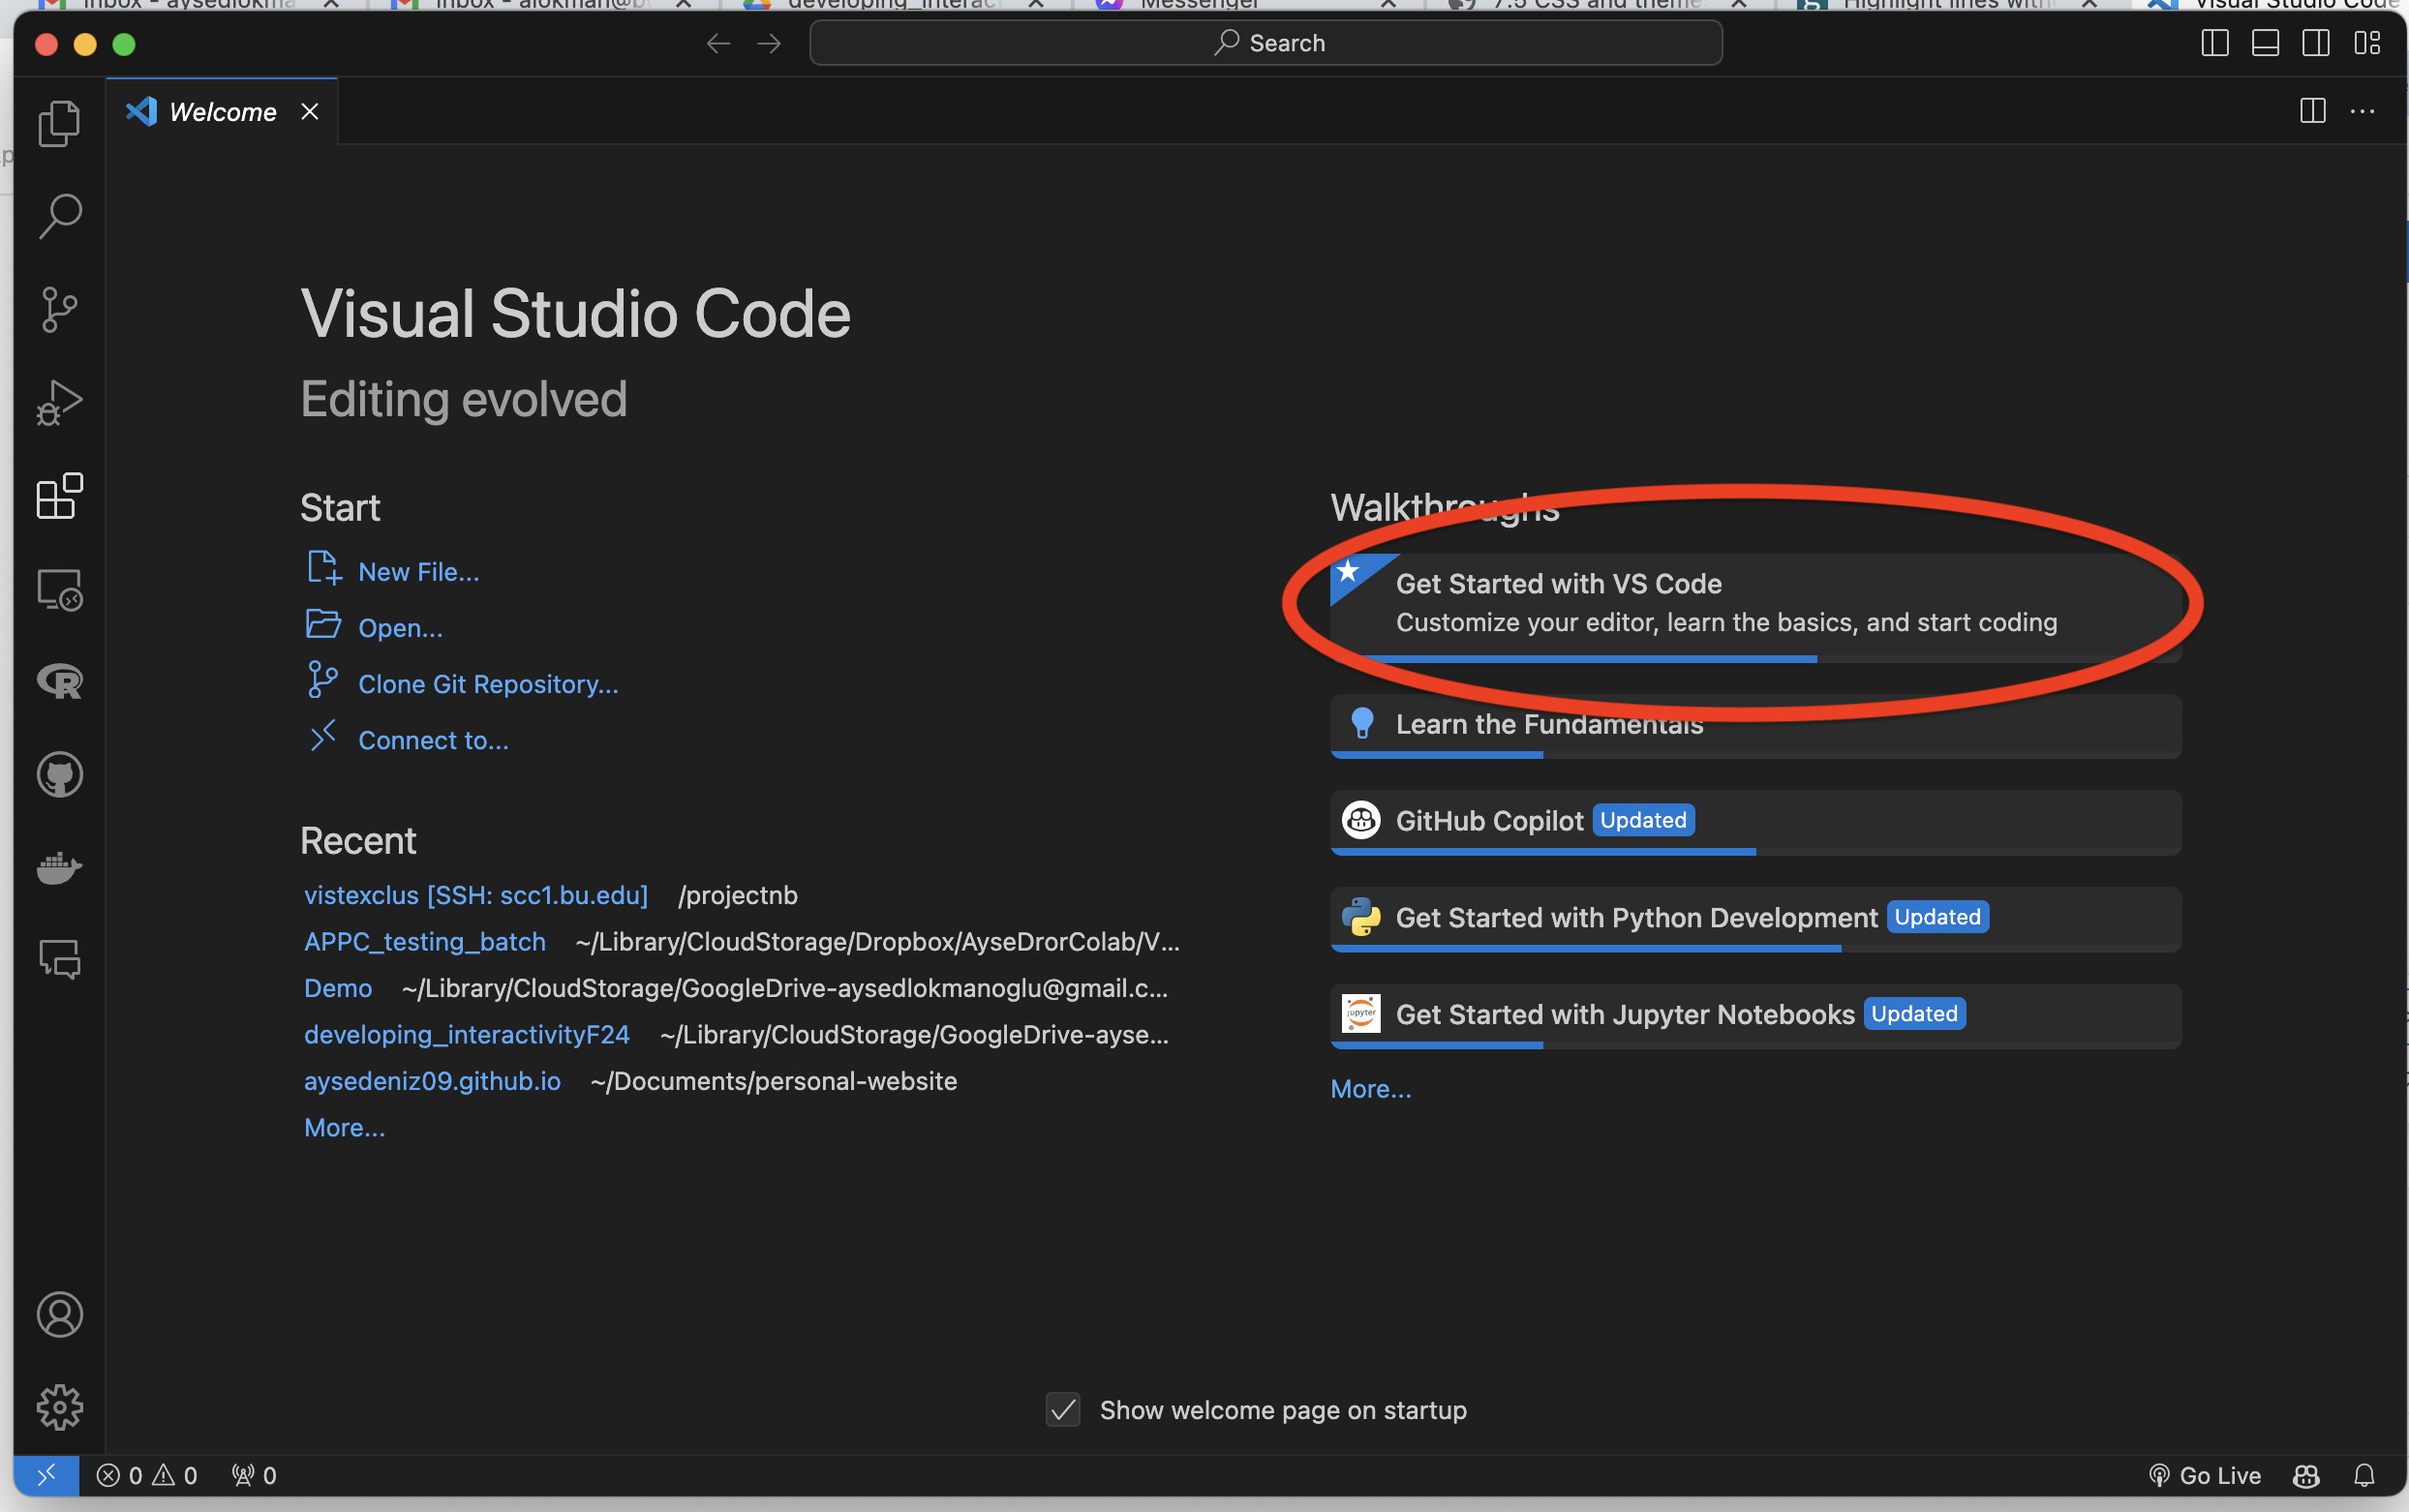 Inbox - aysedlokma
Inbox - alokman@b
developing_interac
Messenger
7.5 CSS and theme
Highlight lines with
Visual Studio Code
Search
Welcome
Visual Studio Code
Editing evolved
Start
New File...
Open...
Clone Git Repository...
Connect to...
Recent
vistexclus [SSH: scc1.bu.edu] /projectnb
APPC_testing_batch ~/Library/CloudStorage/Dropbox/AyseDrorColab/V...
Demo ~/Library/CloudStorage/GoogleDrive-aysedlokmanoglu@gmail.c...
developing_interactivityF24 ~/Library/CloudStorage/GoogleDrive-ayse...
aysedeniz09.github.io ~/Documents/personal-website
More...
Walkthroughs
Get Started with VS Code
Customize your editor, learn the basics, and start coding
Learn the Fundamentals
GitHub Copilot Updated
Get Started with Python Development Updated
jupyter
Get Started with Jupyter Notebooks Updated
More...
Show welcome page on startup
0 0 0
Go Live